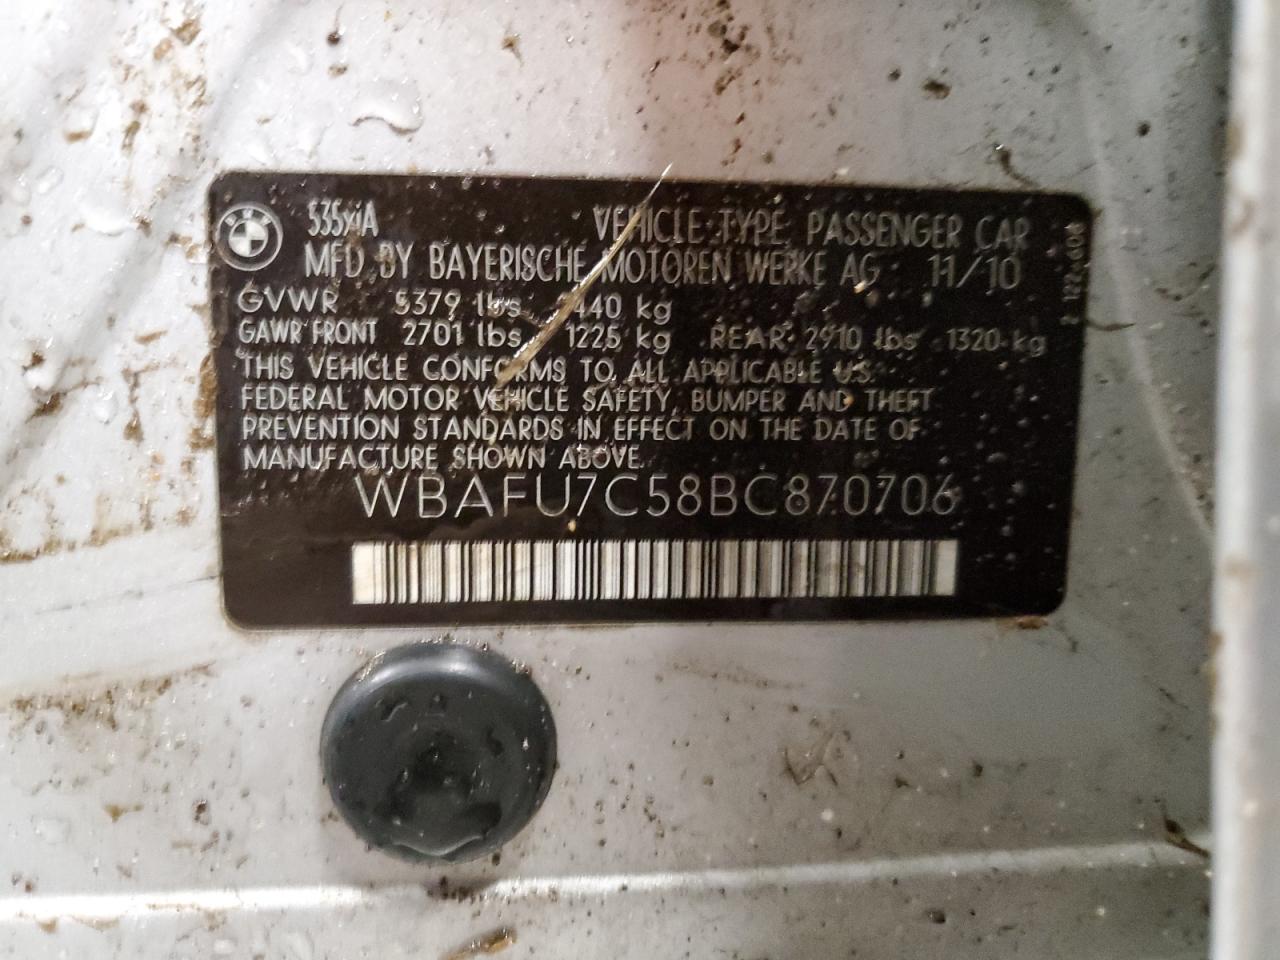 BMW
535xiA VEHICLE TYPE PASSENGER CAR
MFD BY BAYERISCHE MOTOREN WERKE AG 11/10
GVWR 5379 lbs 440 kg
GAWR FRONT 2701 lbs 1225 kg REAR 2910 lbs 1320 kg
THIS VEHICLE CONFORMS TO ALL APPLICABLE U.S.
FEDERAL MOTOR VEHICLE SAFETY, BUMPER AND THEFT
PREVENTION STANDARDS IN EFFECT ON THE DATE OF
MANUFACTURE SHOWN ABOVE.
WBAFU7C58BC870706